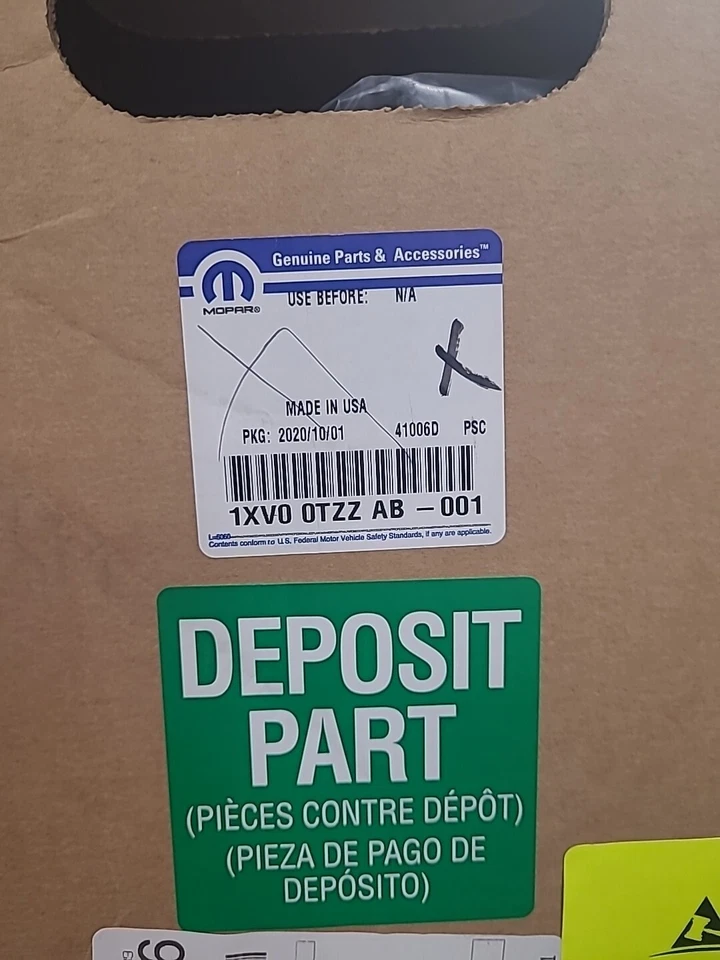 Genuine Parts & Accessories™
MOPAR®
USE BEFORE: N/A
MADE IN USA
PKG: 2020/10/01 41006D PSC
1XV0 0TZZ AB – 001
L=6060
Contents conform to U.S. Federal Motor Vehicle Safety Standards, if any are applicable.
DEPOSIT
PART
(PIÈCES CONTRE DÉPÔT)
(PIEZA DE PAGO DE
DEPÓSITO)